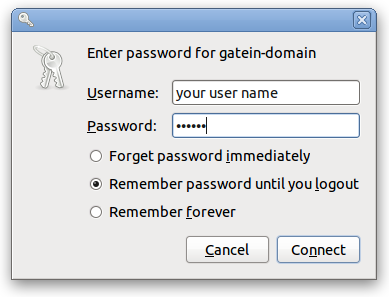 Enter password for gatein-domain
Username: your user name
Password: ••••••
Forget password immediately
Remember password until you logout
Remember forever
Cancel Connect